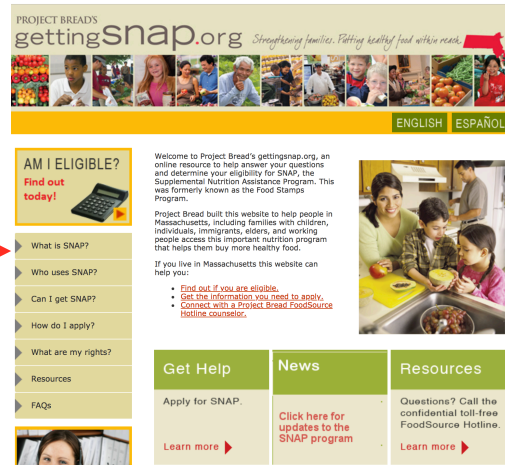 PROJECT BREAD'S
gettingsnap.org
Strengthening families. Putting healthy food within reach.
ENGLISH
ESPAÑOL
AM I ELIGIBLE?
Find out
today!
What is SNAP?
Who uses SNAP?
Can I get SNAP?
How do I apply?
What are my rights?
Resources
FAQs
Welcome to Project Bread's gettingsnap.org, an
online resource to help answer your questions
and determine your eligibility for SNAP, the
Supplemental Nutrition Assistance Program. This
was formerly known as the Food Stamps
Program.
Project Bread built this website to help people in
Massachusetts, including families with children,
individuals, immigrants, elders, and working
people access this important nutrition program
that helps them buy more healthy food.
If you live in Massachusetts this website can
help you:
• Find out if you are eligible.
• Get the information you need to apply.
• Connect with a Project Bread FoodSource
Hotline counselor.
Get Help
Apply for SNAP.
Learn more
News
Click here for
updates to the
SNAP program
Resources
Questions? Call the
confidential toll-free
FoodSource Hotline.
Learn more